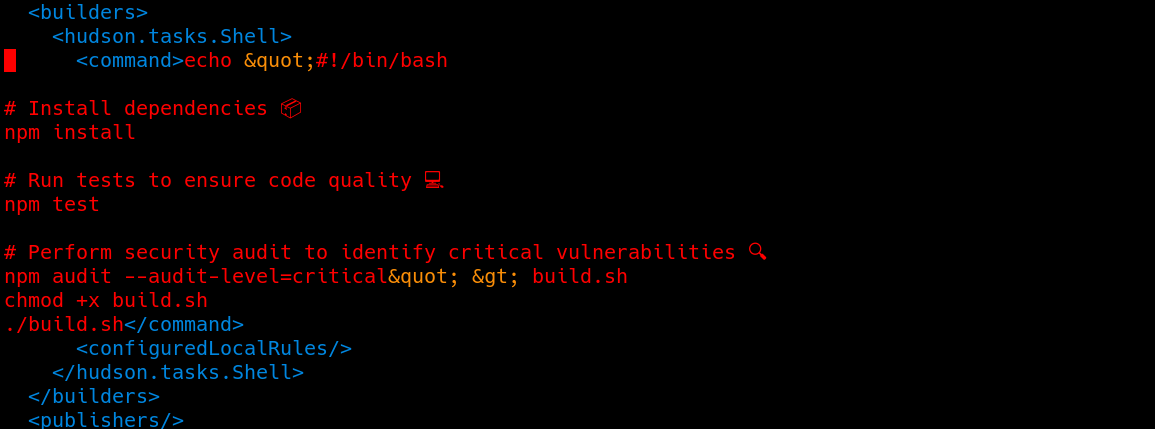 <builders>
<hudson.tasks.Shell>
<command>echo &quot;#!/bin/bash
# Install dependencies 📦
npm install
# Run tests to ensure code quality 💻
npm test
# Perform security audit to identify critical vulnerabilities 🔍
npm audit --audit-level=critical&quot; &gt; build.sh
chmod +x build.sh
./build.sh</command>
<configuredLocalRules/>
</hudson.tasks.Shell>
</builders>
<publishers/>